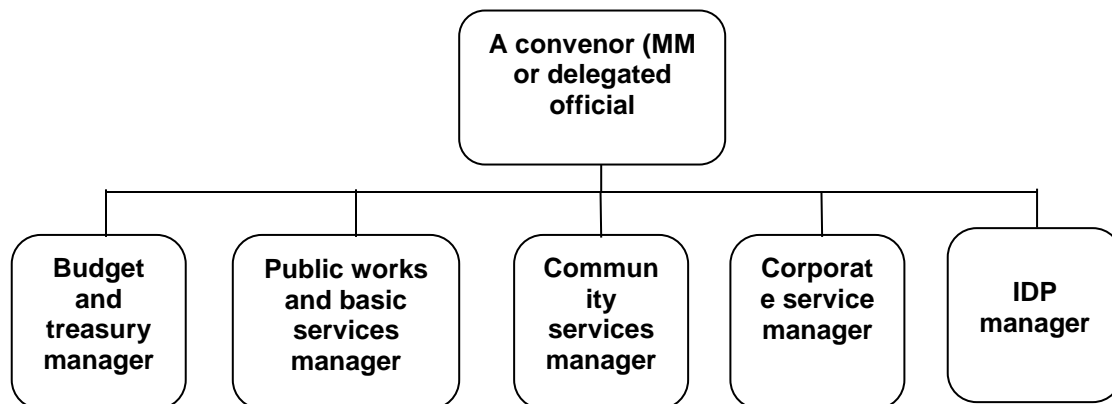 A convenor (MM
or delegated
official
Budget
and
treasury
manager
Public works
and basic
services
manager
Commun
ity
services
manager
Corporat
e service
manager
IDP
manager